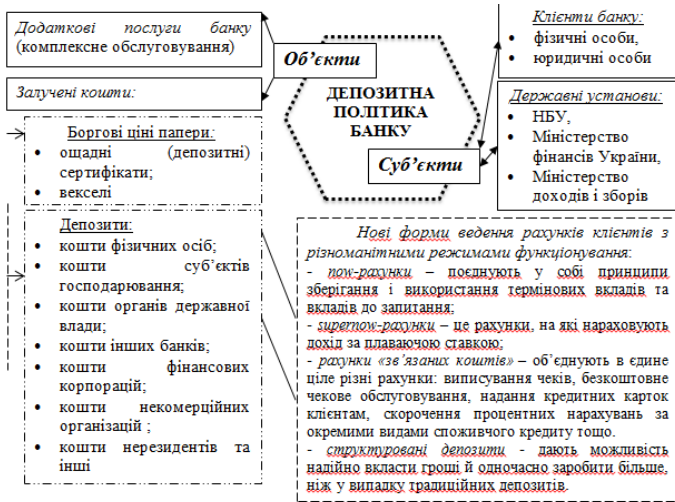 Додаткові послуги банку
(комплексне обслуговування)
Об’єкти
Залучені кошти:
Боргові ціні папери:
• ощадні (депозитні)
сертифікати;
• векселі
Депозити:
• кошти фізичних осіб;
• кошти суб’єктів
господарювання;
• кошти органів державної
влади;
• кошти інших банків;
• кошти фінансових
корпорацій;
• кошти некомерційних
організацій ;
• кошти нерезидентів та
інші
ДЕПОЗИТНА
ПОЛІТИКА
БАНКУ
Суб’єкти
Клієнти банку:
• фізичні особи,
• юридичні особи
Державні установи:
• НБУ,
• Міністерство
фінансів України,
• Міністерство
доходів і зборів
Нові форми ведення рахунків клієнтів з
різноманітними режимами функціонування:
- now-рахунки – поєднують у собі принципи
зберігання і використання термінових вкладів та
вкладів до запитання;
- supernow-рахунки – це рахунки, на які нараховують
дохід за плаваючою ставкою;
- рахунки «зв’язаних коштів» – об’єднують в єдине
ціле різні рахунки: виписування чеків, безкоштовне
чекове обслуговування, надання кредитних карток
клієнтам, скорочення процентних нарахувань за
окремими видами споживчого кредиту тощо.
- структуровані депозити - дають можливість
надійно вкласти гроші й одночасно заробити більше,
ніж у випадку традиційних депозитів.